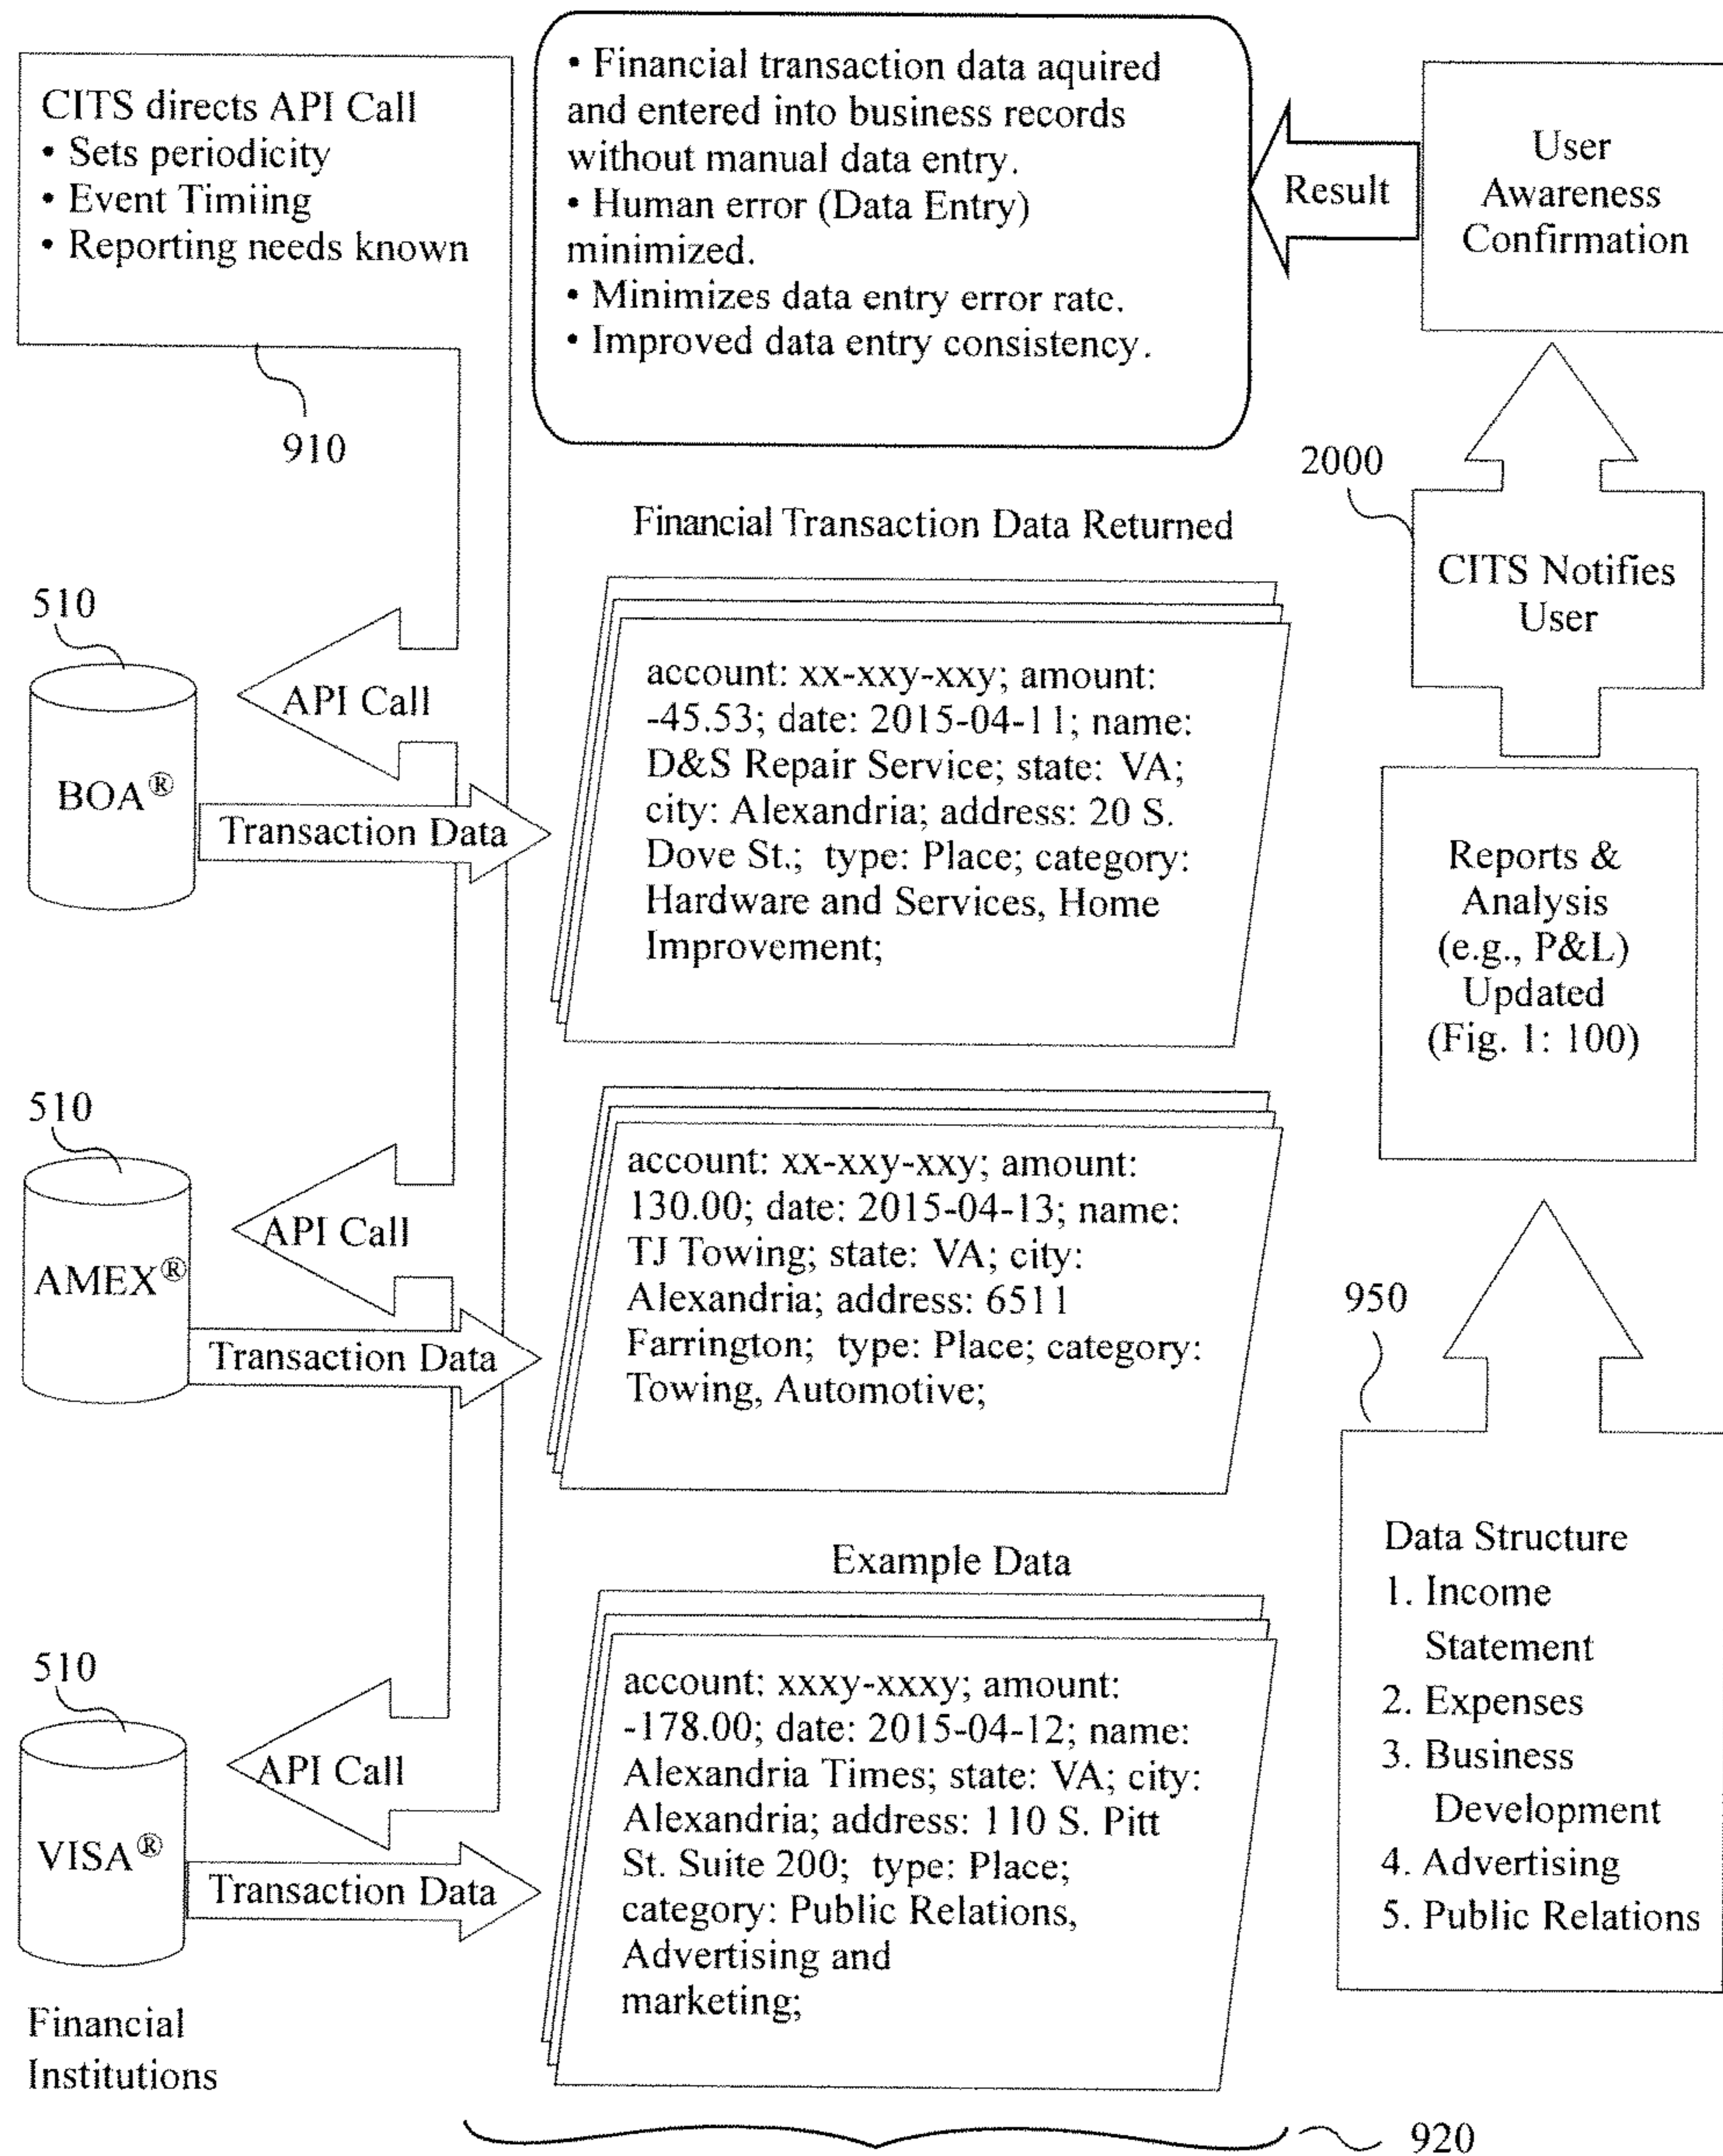 CITS directs API Call
• Sets periodicity
• Event Timiing
• Reporting needs known
910
• Financial transaction data aquired
and entered into business records
without manual data entry.
• Human error (Data Entry)
minimized.
• Minimizes data entry error rate.
• Improved data entry consistency.
Result
User
Awareness
Confirmation
2000
CITS Notifies
User
Financial Transaction Data Returned
510
BOA®
API Call
Transaction Data
account: xx-xxy-xxy; amount:
-45.53; date: 2015-04-11; name:
D&S Repair Service; state: VA;
city: Alexandria; address: 20 S.
Dove St.; type: Place; category:
Hardware and Services, Home
Improvement;
Reports &
Analysis
(e.g., P&L)
Updated
(Fig. 1: 100)
510
AMEX®
API Call
Transaction Data
account: xx-xxy-xxy; amount:
130.00; date: 2015-04-13; name:
TJ Towing; state: VA; city:
Alexandria; address: 6511
Farrington; type: Place; category:
Towing, Automotive;
950
Data Structure
1. Income
Statement
2. Expenses
3. Business
Development
4. Advertising
5. Public Relations
Example Data
510
VISA®
API Call
Transaction Data
account: xxxy-xxxy; amount:
-178.00; date: 2015-04-12; name:
Alexandria Times; state: VA; city:
Alexandria; address: 110 S. Pitt
St. Suite 200; type: Place;
category: Public Relations,
Advertising and
marketing;
Financial
Institutions
920